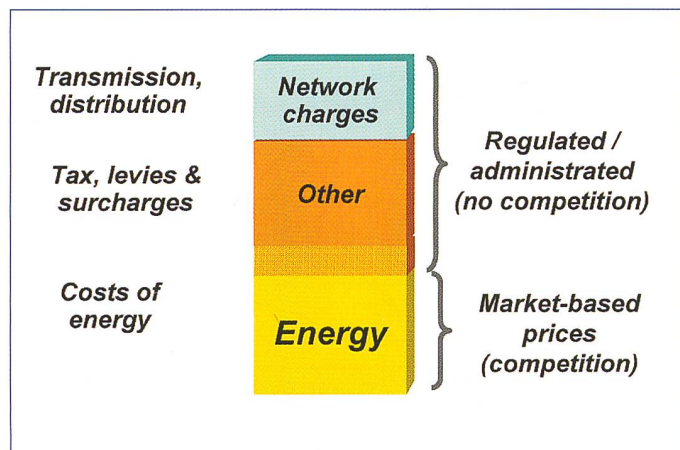 Transmission,
distribution
Network
charges
Regulated /
administrated
(no competition)
Tax, levies &
surcharges
Other
Costs of
energy
Energy
Market-based
prices
(competition)